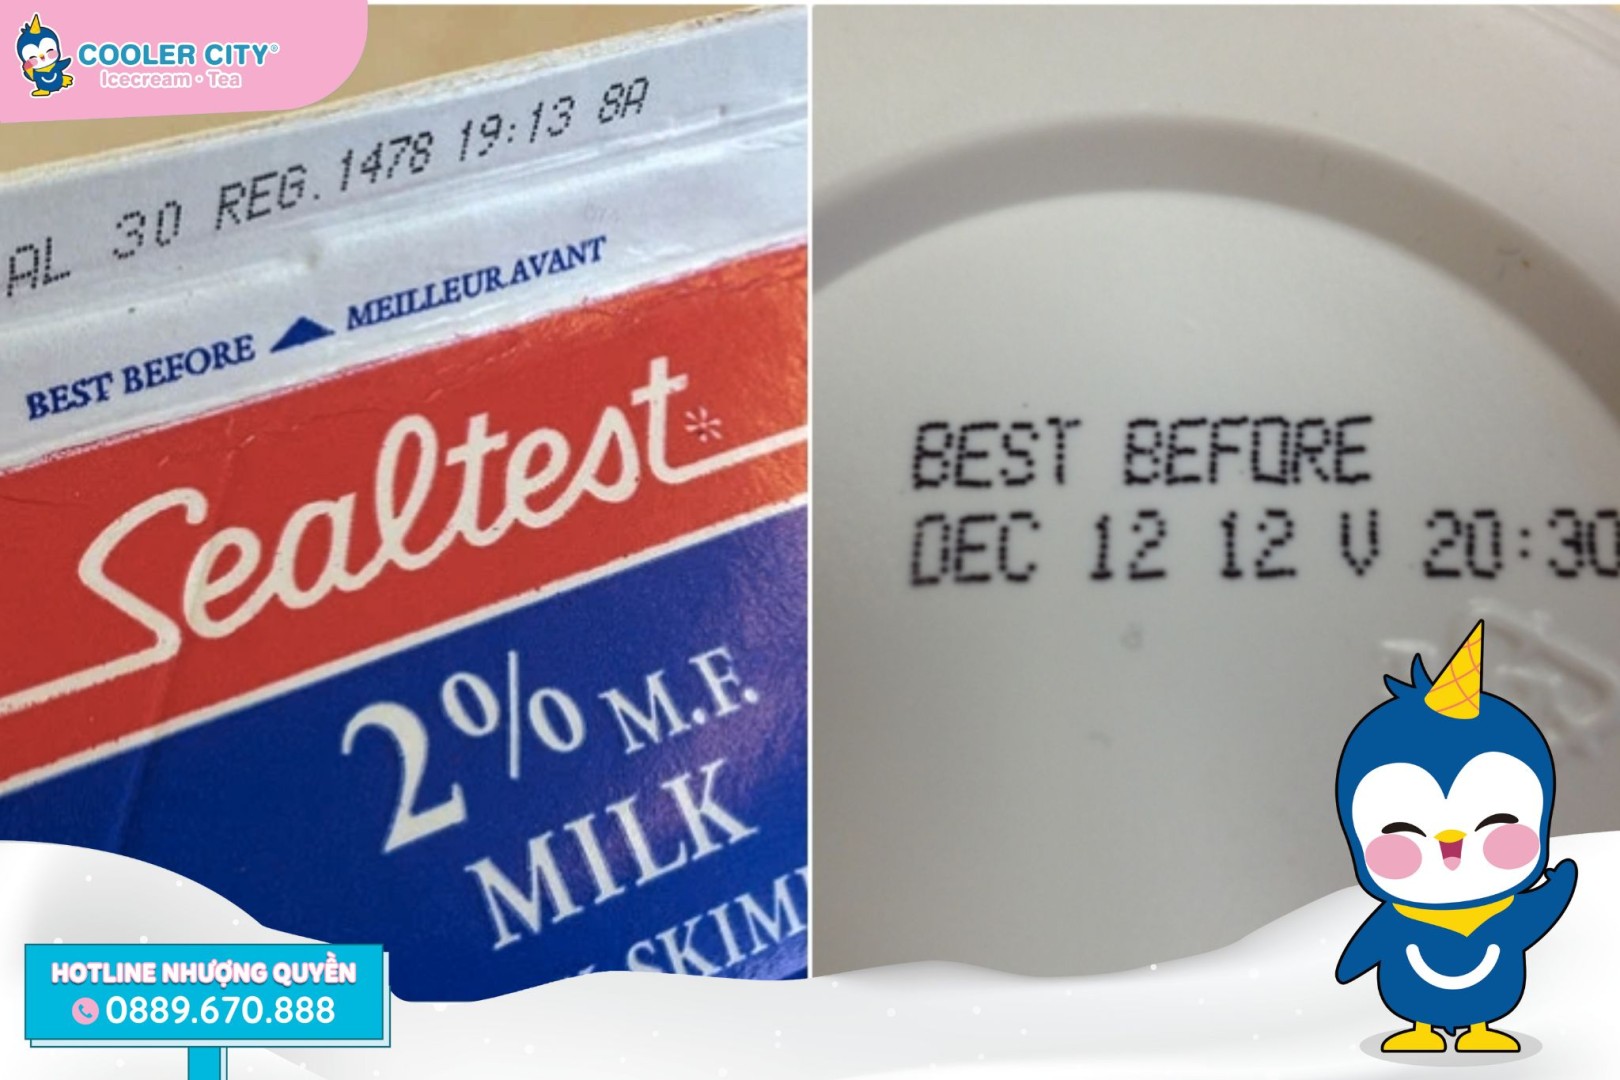 COOLER CITY®
Icecream • Tea
AL 30 REG. 1478 19:13 8A
BEST BEFORE ▲ MEILLEUR AVANT
Sealtest*
2% M.F.
MILK
SKIM
BEST BEFORE
DEC 12 12 V 20:30
HOTLINE NHƯỢNG QUYỀN
0889.670.888